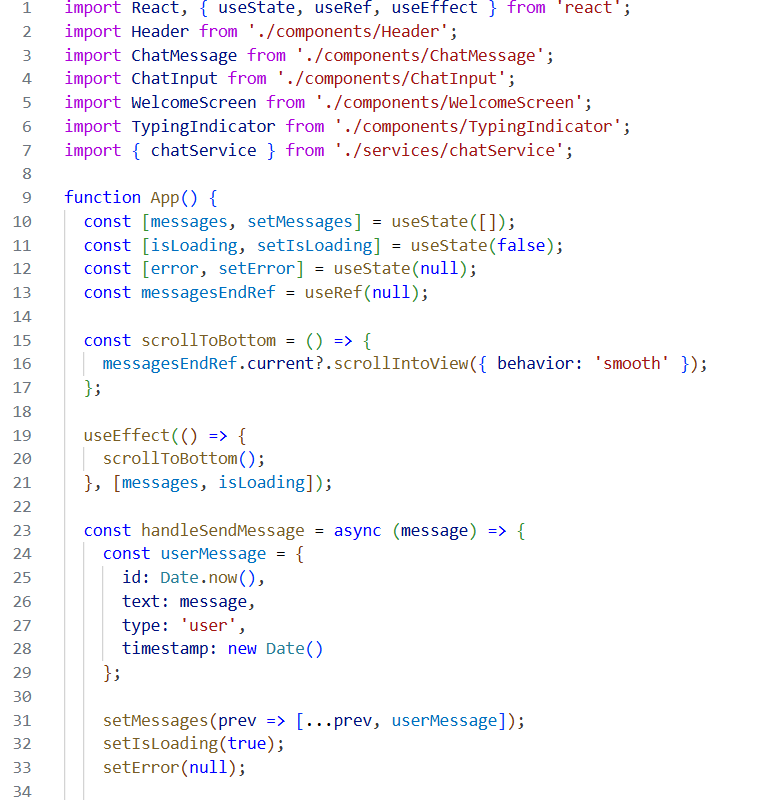 1 import React, { useState, useRef, useEffect } from 'react';
2 import Header from './components/Header';
3 import ChatMessage from './components/ChatMessage';
4 import ChatInput from './components/ChatInput';
5 import WelcomeScreen from './components/WelcomeScreen';
6 import TypingIndicator from './components/TypingIndicator';
7 import { chatService } from './services/chatService';
8
9 function App() {
10   const [messages, setMessages] = useState([]);
11   const [isLoading, setIsLoading] = useState(false);
12   const [error, setError] = useState(null);
13   const messagesEndRef = useRef(null);
14
15   const scrollToBottom = () => {
16     messagesEndRef.current?.scrollIntoView({ behavior: 'smooth' });
17   };
18
19   useEffect(() => {
20     scrollToBottom();
21   }, [messages, isLoading]);
22
23   const handleSendMessage = async (message) => {
24     const userMessage = {
25       id: Date.now(),
26       text: message,
27       type: 'user',
28       timestamp: new Date()
29     };
30
31     setMessages(prev => [...prev, userMessage]);
32     setIsLoading(true);
33     setError(null);
34